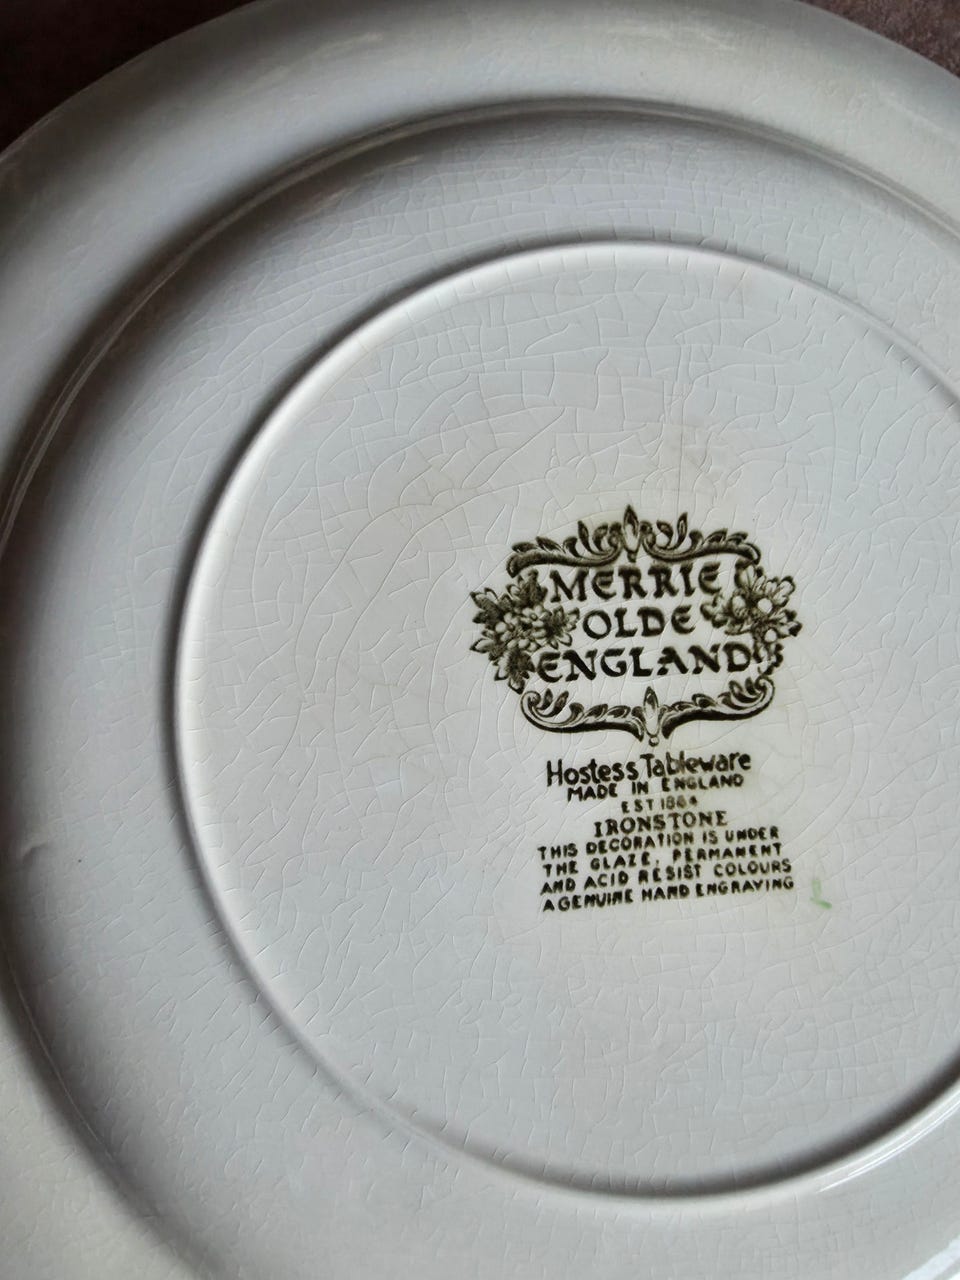 MERRIE
OLDE
ENGLAND
Hostess Tableware
MADE IN ENGLAND
EST 1864
IRONSTONE
THIS DECORATION IS UNDER
THE GLAZE, PERMANENT
AND ACID RESIST COLOURS
A GENUINE HAND ENGRAVING